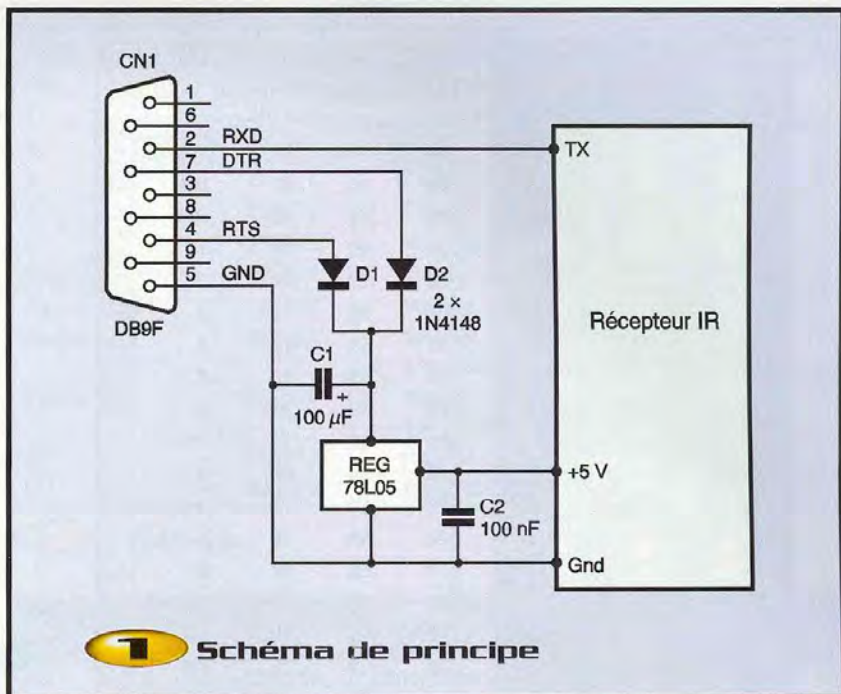 CN1
1
6
2 RXD
7 DTR
3
8
4 RTS
9
5 GND
DB9F
D1
D2
2 ×
1N4148
C1
+
100 µF
REG
78L05
C2
100 nF
TX
Récepteur IR
+5 V
Gnd
1 Schéma de principe